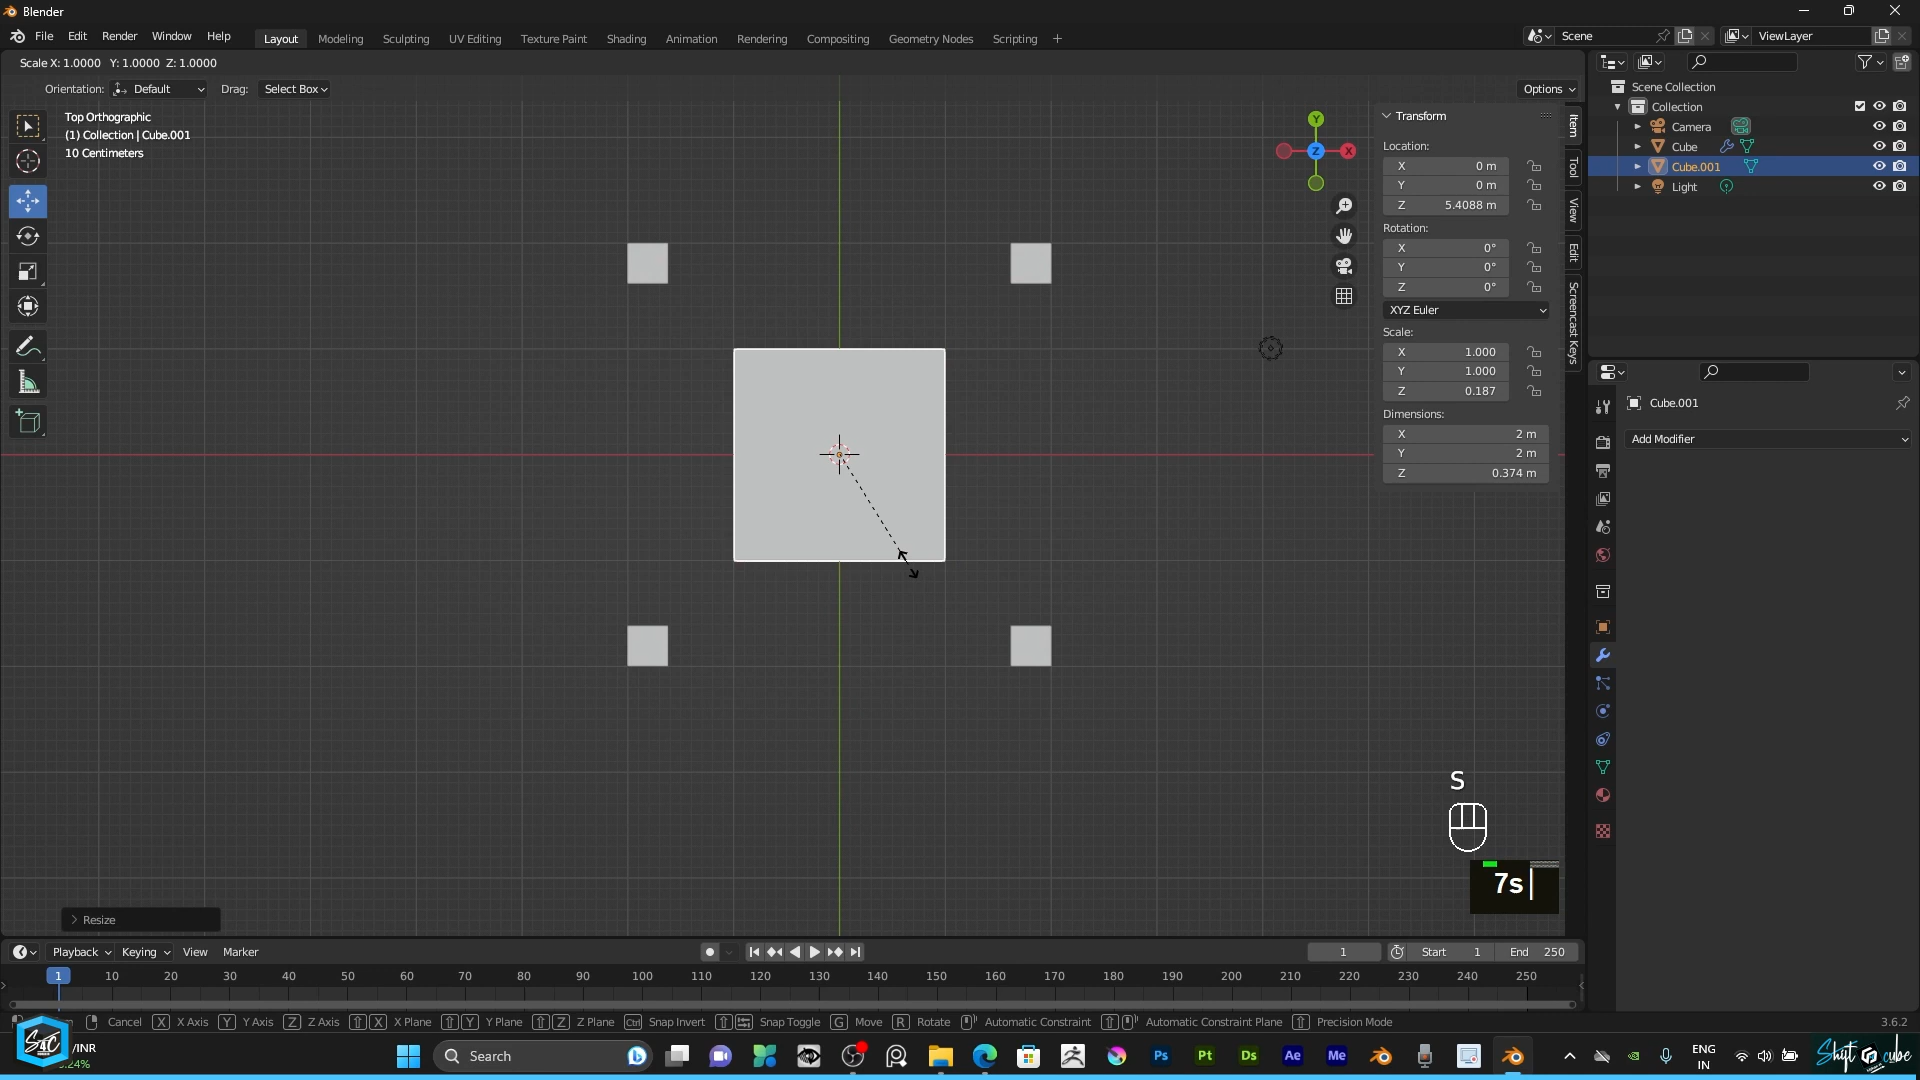 Blender
File Edit Render Window Help Layout Modeling Sculpting UV Editing Texture Paint Shading Animation Rendering Compositing Geometry Nodes Scripting + Scene ViewLayer
Scale X: 1.0000 Y: 1.0000 Z: 1.0000
Orientation: Default Drag: Select Box Options
Top Orthographic
(1) Collection | Cube.001
10 Centimeters
Y
X
Z
Transform
Location:
X 0 m
Y 0 m
Z 5.4088 m
Rotation:
X 0°
Y 0°
Z 0°
XYZ Euler
Scale:
X 1.000
Y 1.000
Z 0.187
Dimensions:
X 2 m
Y 2 m
Z 0.374 m
Item
Tool
View
Edit
Screencast Keys
Scene Collection
Collection
Camera
Cube
Cube.001
Light
Cube.001
Add Modifier
S
7s
Resize
Playback Keying View Marker 1 Start 1 End 250
1 10 20 30 40 50 60 70 80 90 100 110 120 130 140 150 160 170 180 190 200 210 220 230 240 250
Cancel X X Axis Y Y Axis Z Z Axis X X Plane Y Y Plane Z Z Plane Ctrl Snap Invert Snap Toggle G Move R Rotate Automatic Constraint Automatic Constraint Plane Precision Mode 3.6.2
/INR
Search
Ps Pt Ds Ae Me
ENG
IN